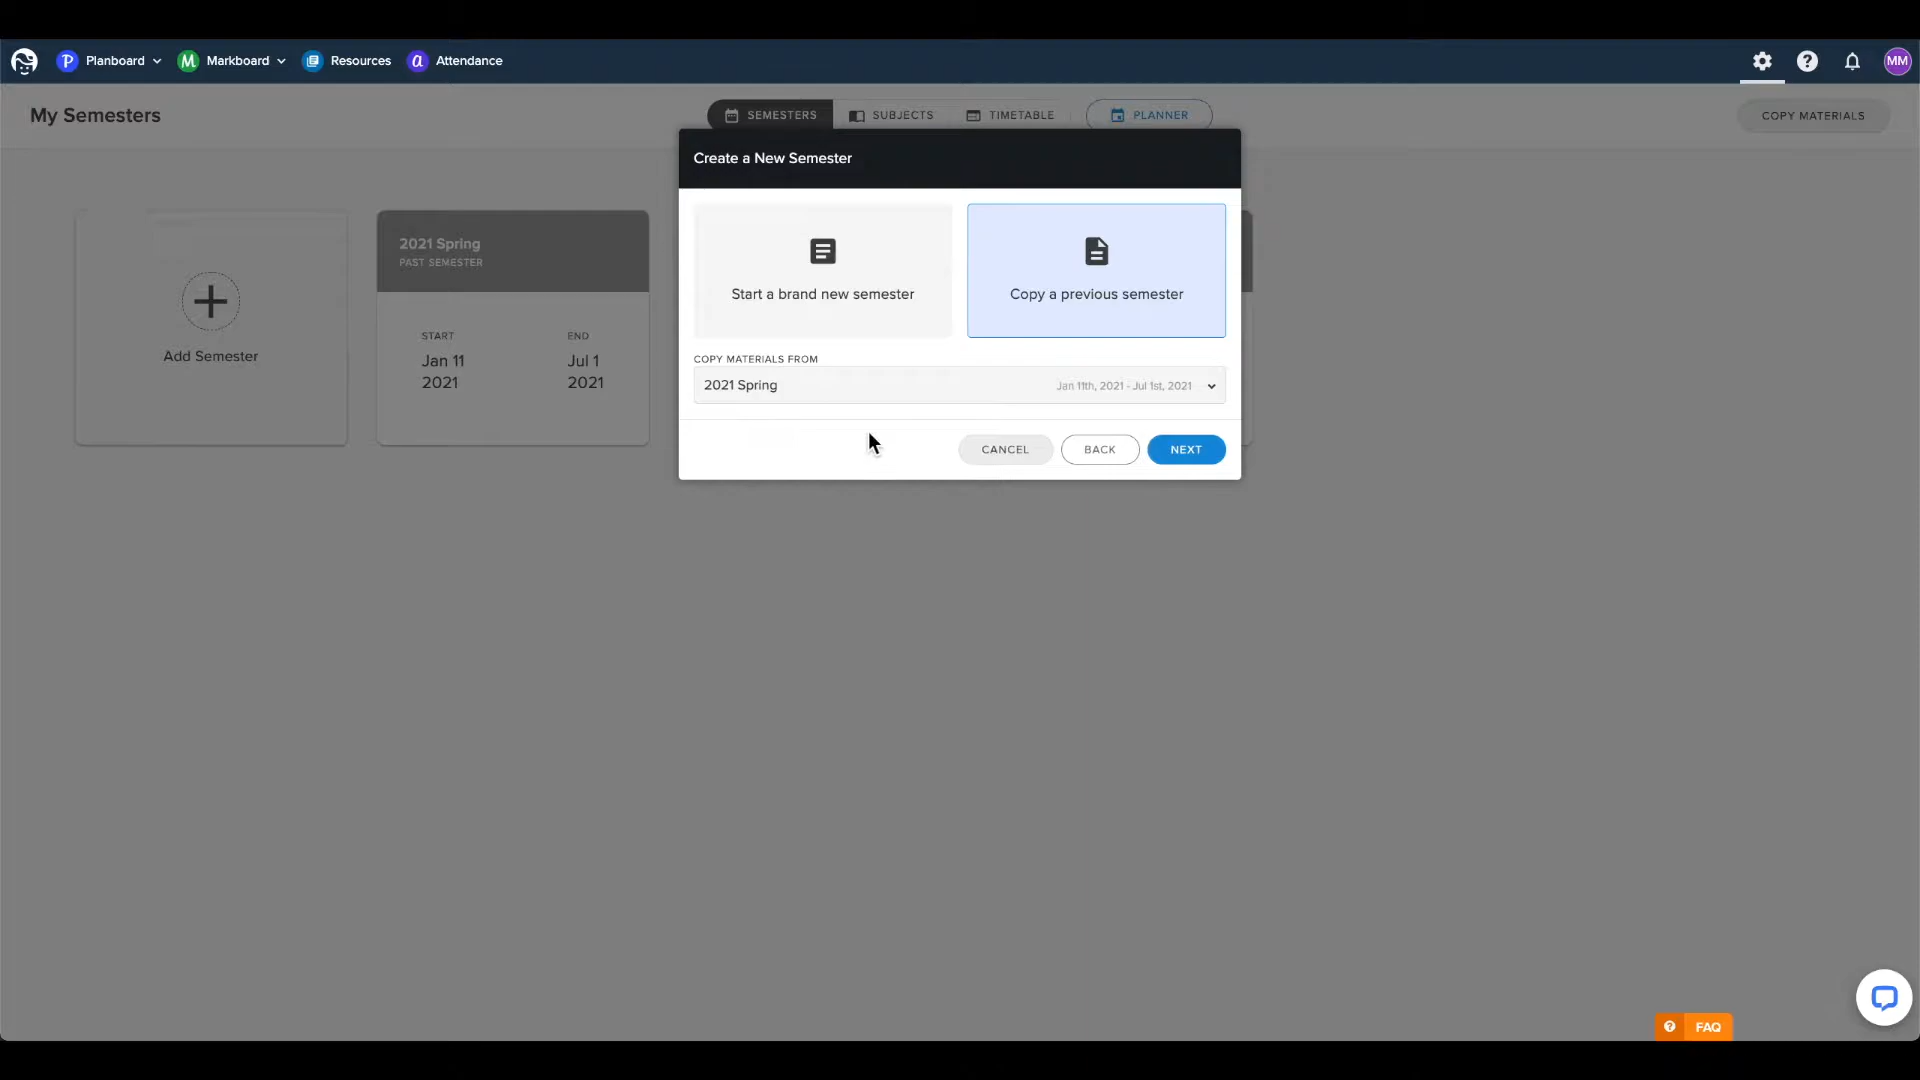 P Planboard M Markboard Resources a Attendance ? MM
My Semesters SEMESTERS SUBJECTS TIMETABLE PLANNER COPY MATERIALS
Create a New Semester
Start a brand new semester
Copy a previous semester
COPY MATERIALS FROM
2021 Spring Jan 11th, 2021 - Jul 1st, 2021
CANCEL BACK NEXT
Add Semester
2021 Spring
PAST SEMESTER
START END
Jan 11 Jul 1
2021 2021
? FAQ